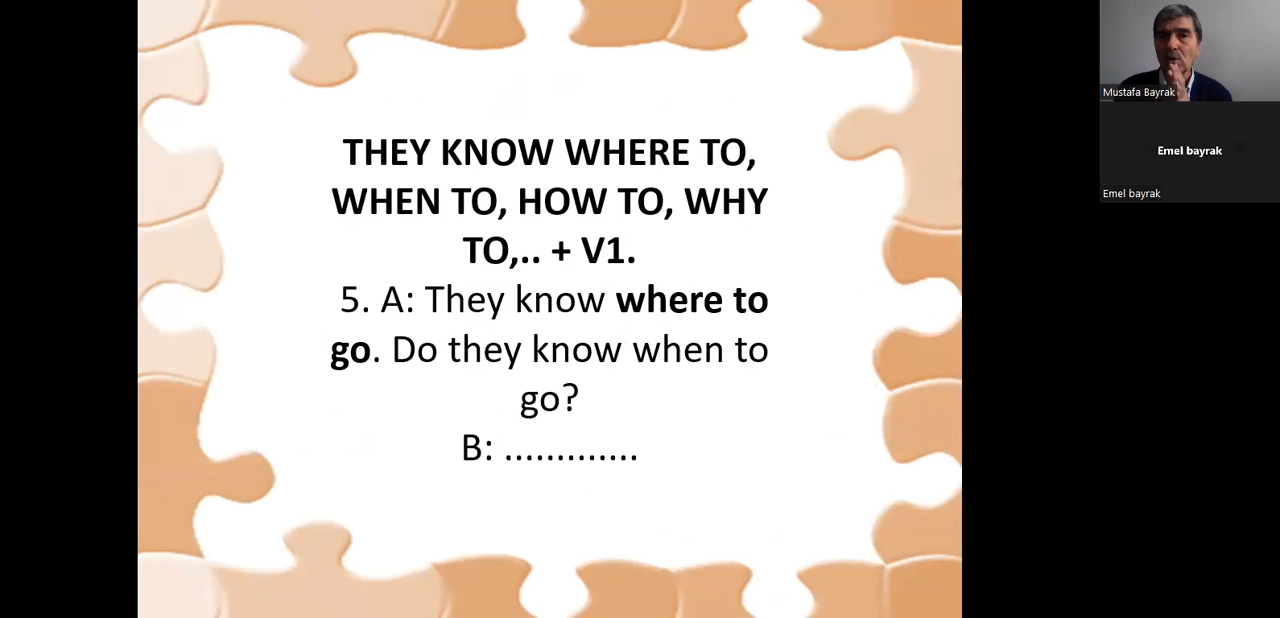 THEY KNOW WHERE TO,
WHEN TO, HOW TO, WHY
TO,.. + V1.
5. A: They know where to
go. Do they know when to
go?
B: .............
Mustafa Bayrak
Emel bayrak
Emel bayrak